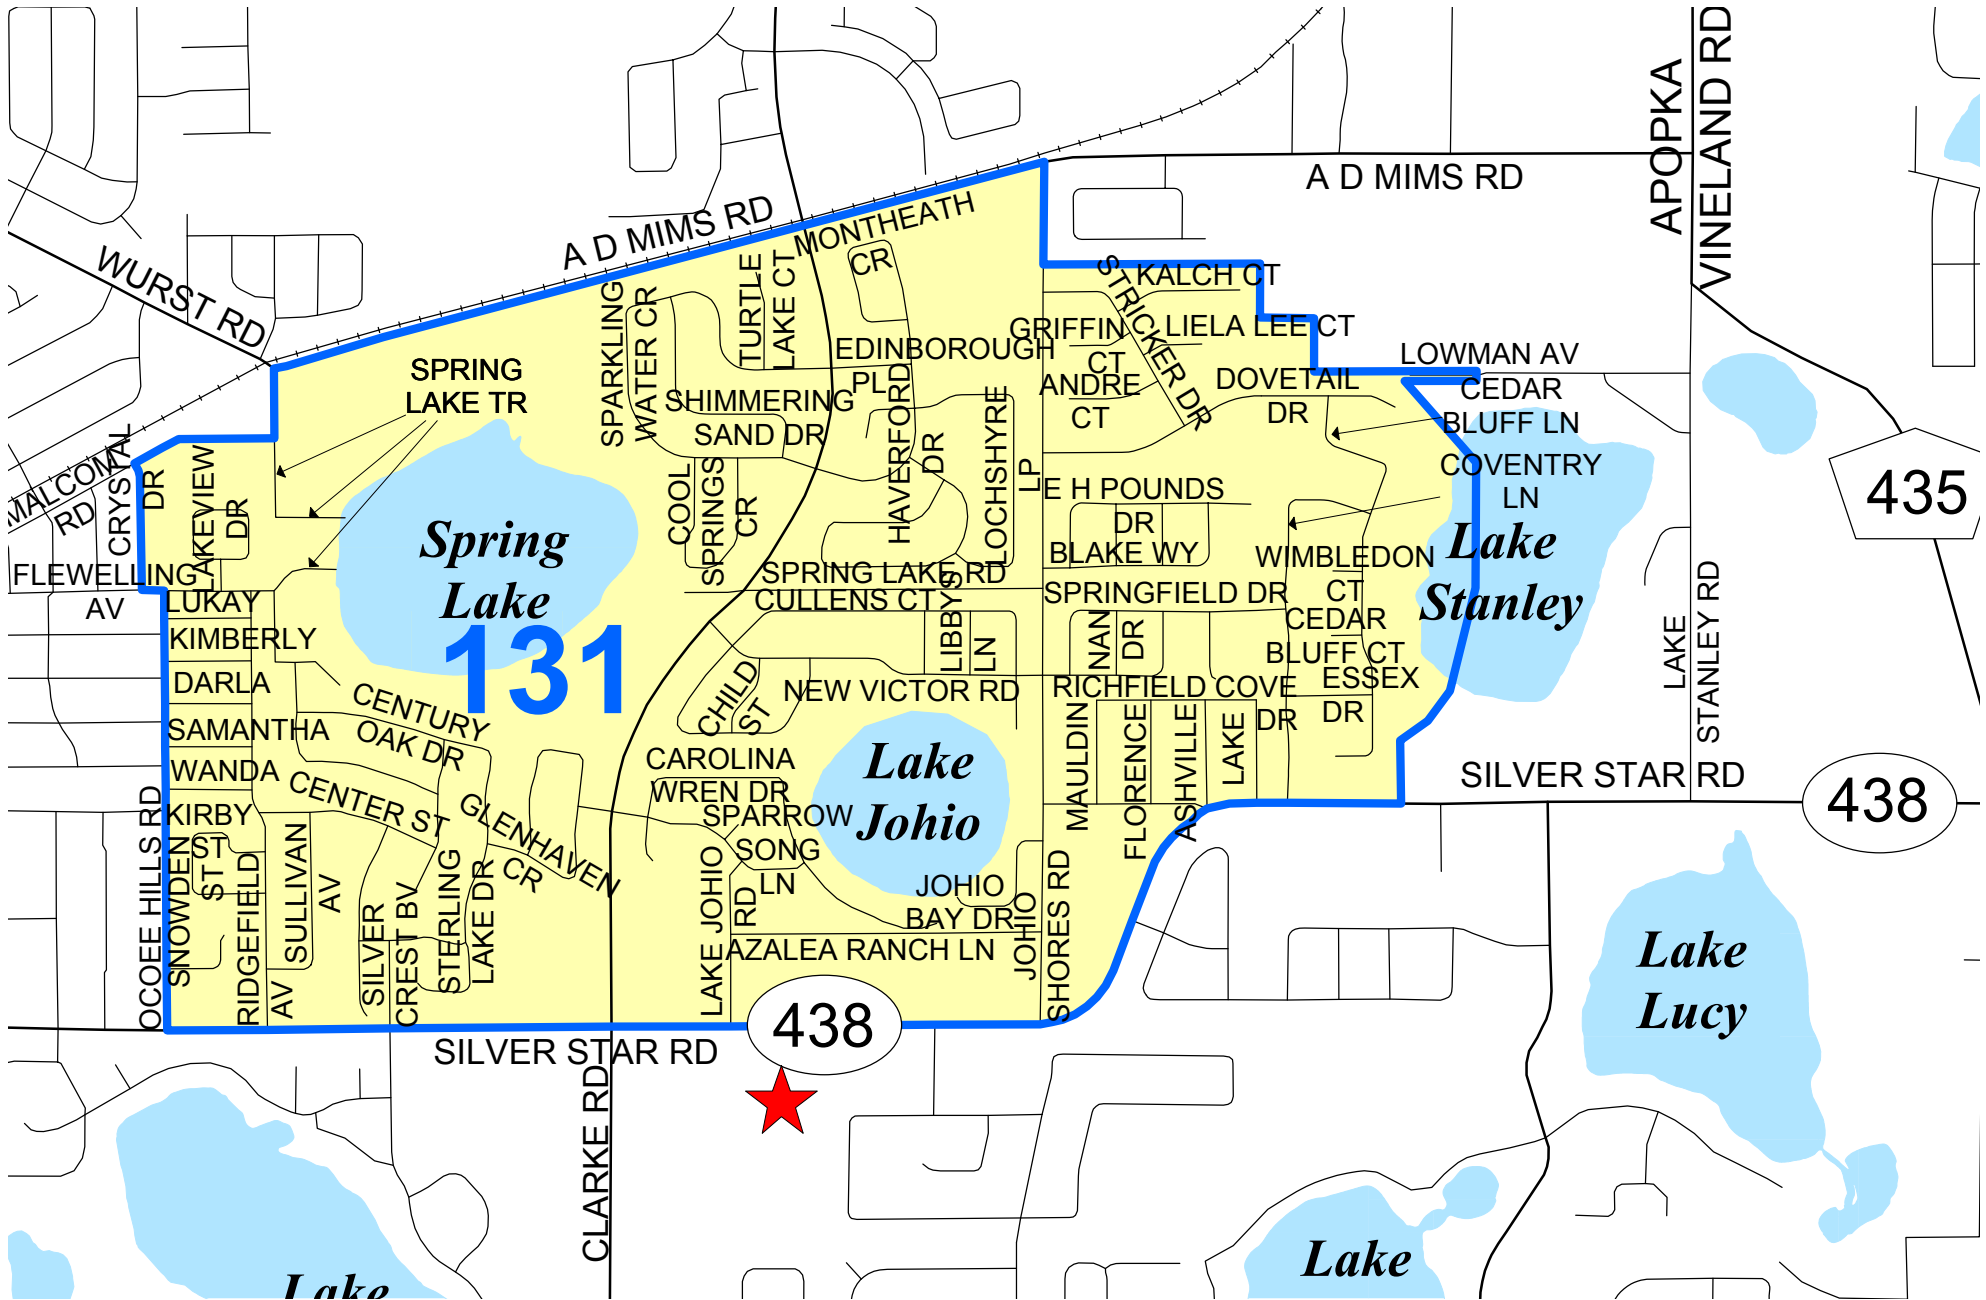 APOPKA
VINELAND RD
A D MIMS RD
A D MIMS RD
WURST RD
MONTHEATH
CR
TURTLE
LAKE CT
SPARKLING
WATER CR
STRICKER DR
KALCH CT
GRIFFIN
CT
LIELA LEE CT
EDINBOROUGH
PL
LOWMAN AV
SPRING
LAKE TR
ANDRE
CT
DOVETAIL
DR
CEDAR
BLUFF LN
SHIMMERING
SAND DR
HAVERFORD
DR
LOCHSHYRE
LP
MALCOM
RD
CRYSTAL
DR
LAKEVIEW
DR
COOL
SPRINGS
CR
COVENTRY
LN
E H POUNDS
DR
435
Spring
Lake
BLAKE WY
WIMBLEDON
CT
Lake
Stanley
FLEWELLING
AV
SPRING LAKE RD
CULLENS CT
SPRINGFIELD DR
LUKAY
LIBBYS
LN
NAN
DR
CEDAR
BLUFF CT
LAKE
STANLEY RD
KIMBERLY
131
DARLA
CENTURY
OAK DR
CHILD
ST
NEW VICTOR RD
RICHFIELD COVE
DR
ESSEX
DR
SAMANTHA
MAULDIN
FLORENCE
ASHVILLE
LAKE
WANDA
CENTER ST
CAROLINA
WREN DR
Lake
Johio
SILVER STAR RD
438
KIRBY
ST
GLENHAVEN
CR
SPARROW
SONG
LN
OCOEE HILLS RD
SNOWDEN
ST
RIDGEFIELD
AV
SULLIVAN
AV
SILVER
CREST BV
STERLING
LAKE DR
LAKE JOHIO
RD
JOHIO
BAY DR
JOHIO
SHORES RD
AZALEA RANCH LN
Lake
Lucy
438
SILVER STAR RD
CLARKE RD
Lake
Lake